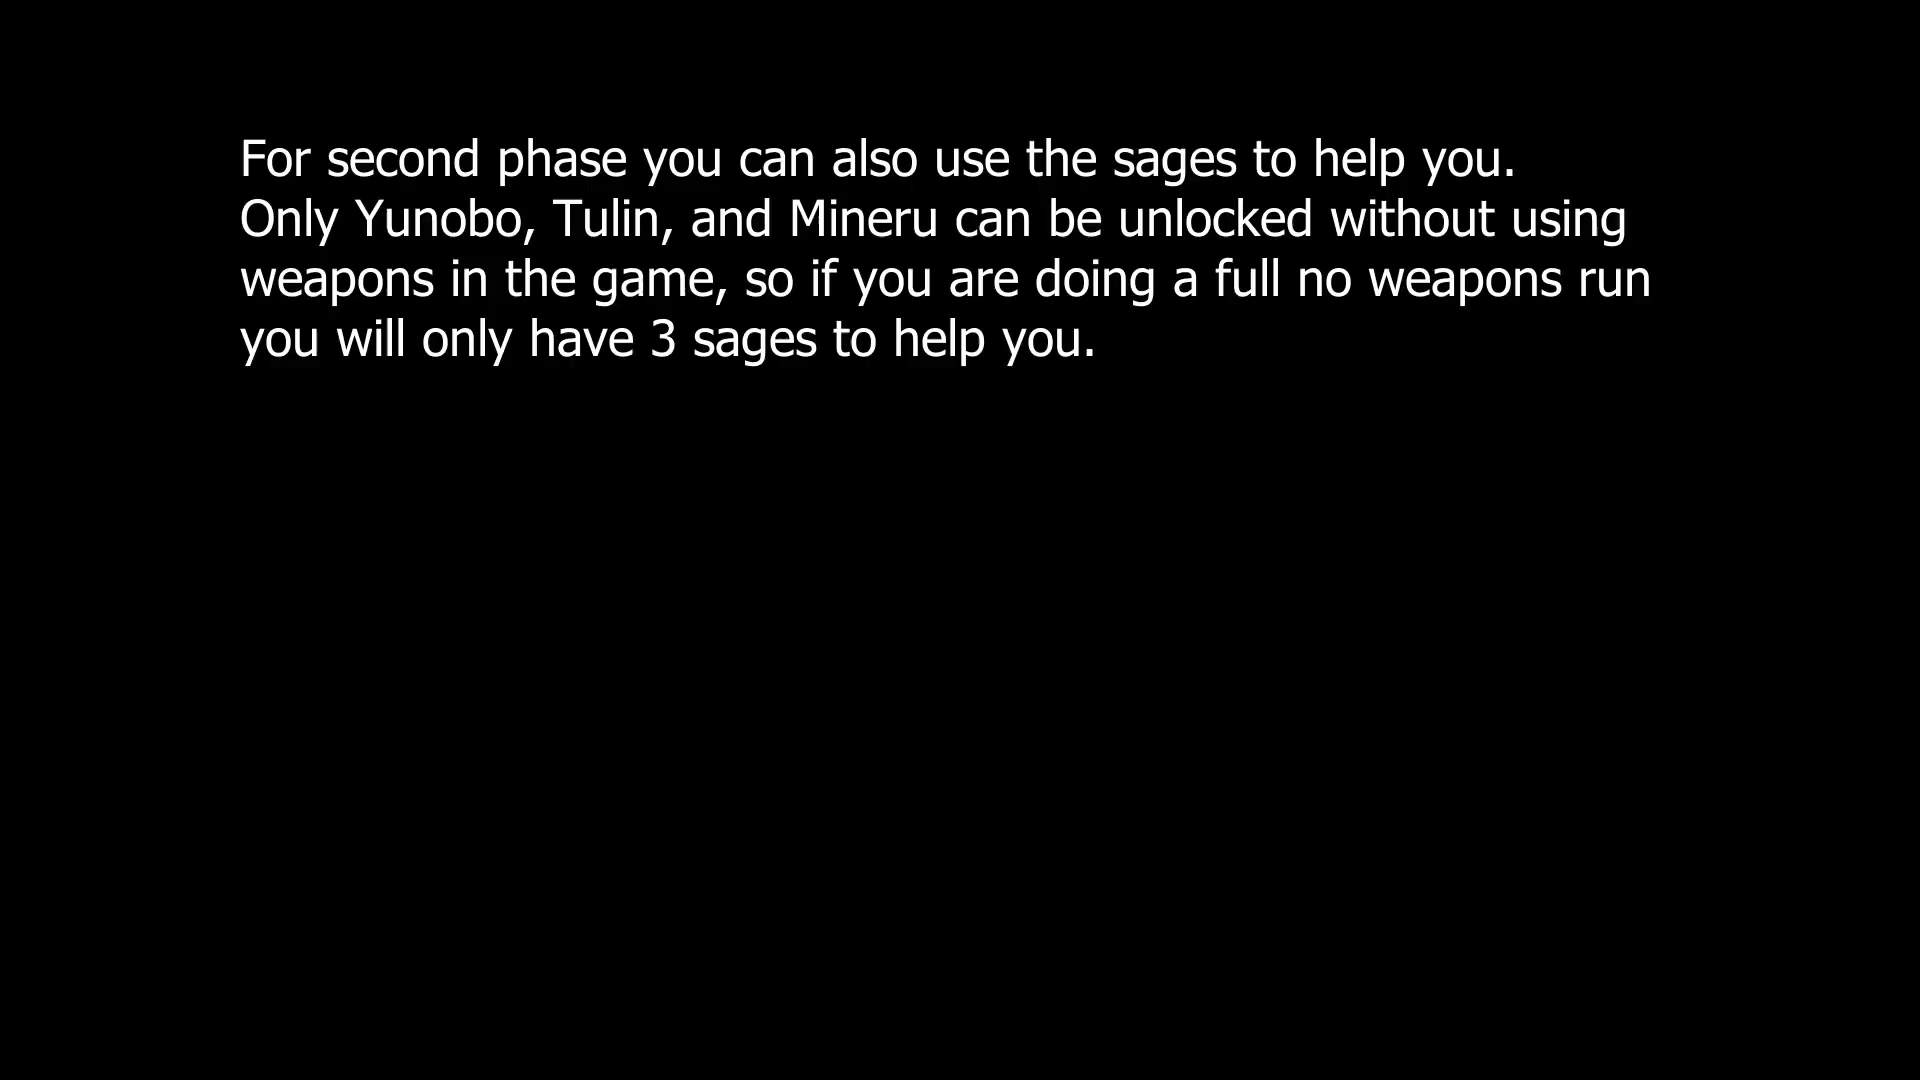 For second phase you can also use the sages to help you.
Only Yunobo, Tulin, and Mineru can be unlocked without using
weapons in the game, so if you are doing a full no weapons run
you will only have 3 sages to help you.